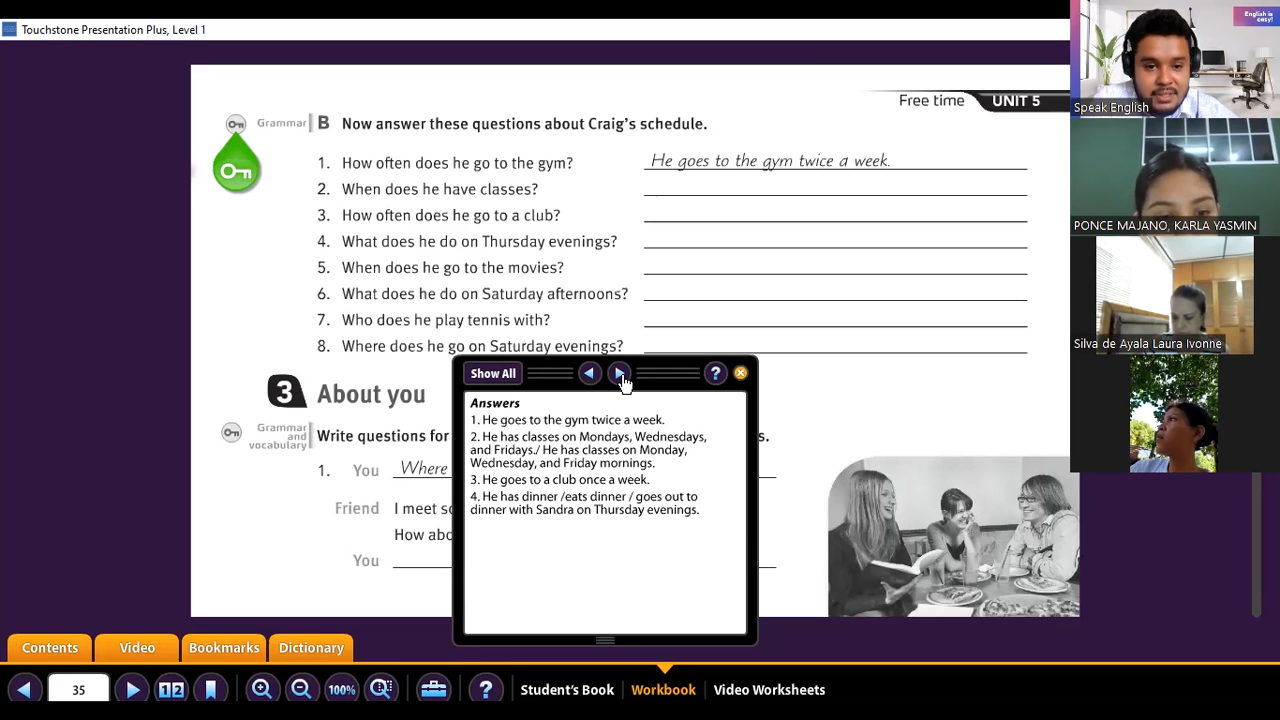 Touchstone Presentation Plus, Level 1
English is easy!
Speak English
PONCE MAJANO, KARLA YASMIN
Silva de Ayala Laura Ivonne
Free time UNIT 5
Grammar B Now answer these questions about Craig's schedule.
1. How often does he go to the gym? He goes to the gym twice a week.
2. When does he have classes?
3. How often does he go to a club?
4. What does he do on Thursday evenings?
5. When does he go to the movies?
6. What does he do on Saturday afternoons?
7. Who does he play tennis with?
8. Where does he go on Saturday evenings?
3 About you
Grammar and vocabulary Write questions for s.
1. You Where
Friend I meet
How
You
Show All ?
Answers
1. He goes to the gym twice a week.
2. He has classes on Mondays, Wednesdays,
and Fridays./ He has classes on Monday,
Wednesday, and Friday mornings.
3. He goes to a club once a week.
4. He has dinner /eats dinner / goes out to
dinner with Sandra on Thursday evenings.
Contents Video Bookmarks Dictionary
35 12 100% ? Student's Book Workbook Video Worksheets